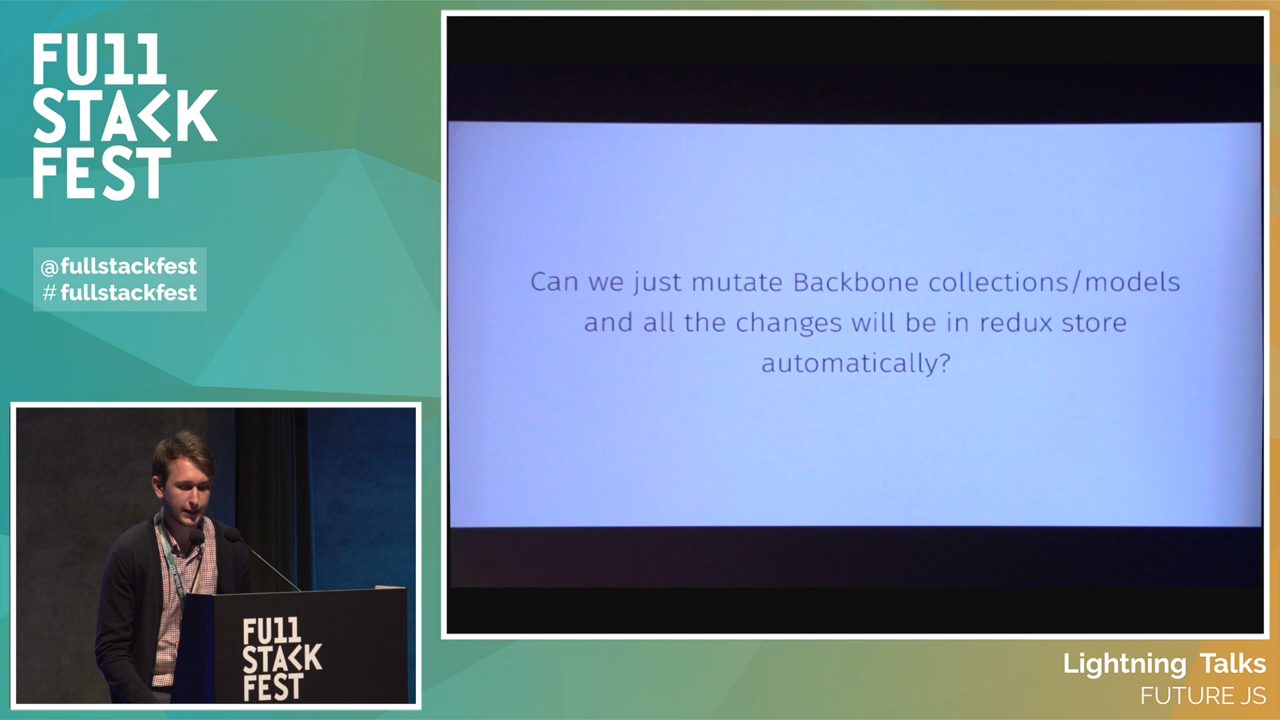 FU11
STACK
FEST
@fullstackfest
# fullstackfest
Can we just mutate Backbone collections/models
and all the changes will be in redux store
automatically?
FU11
STACK
FEST
Lightning Talks
FUTURE JS